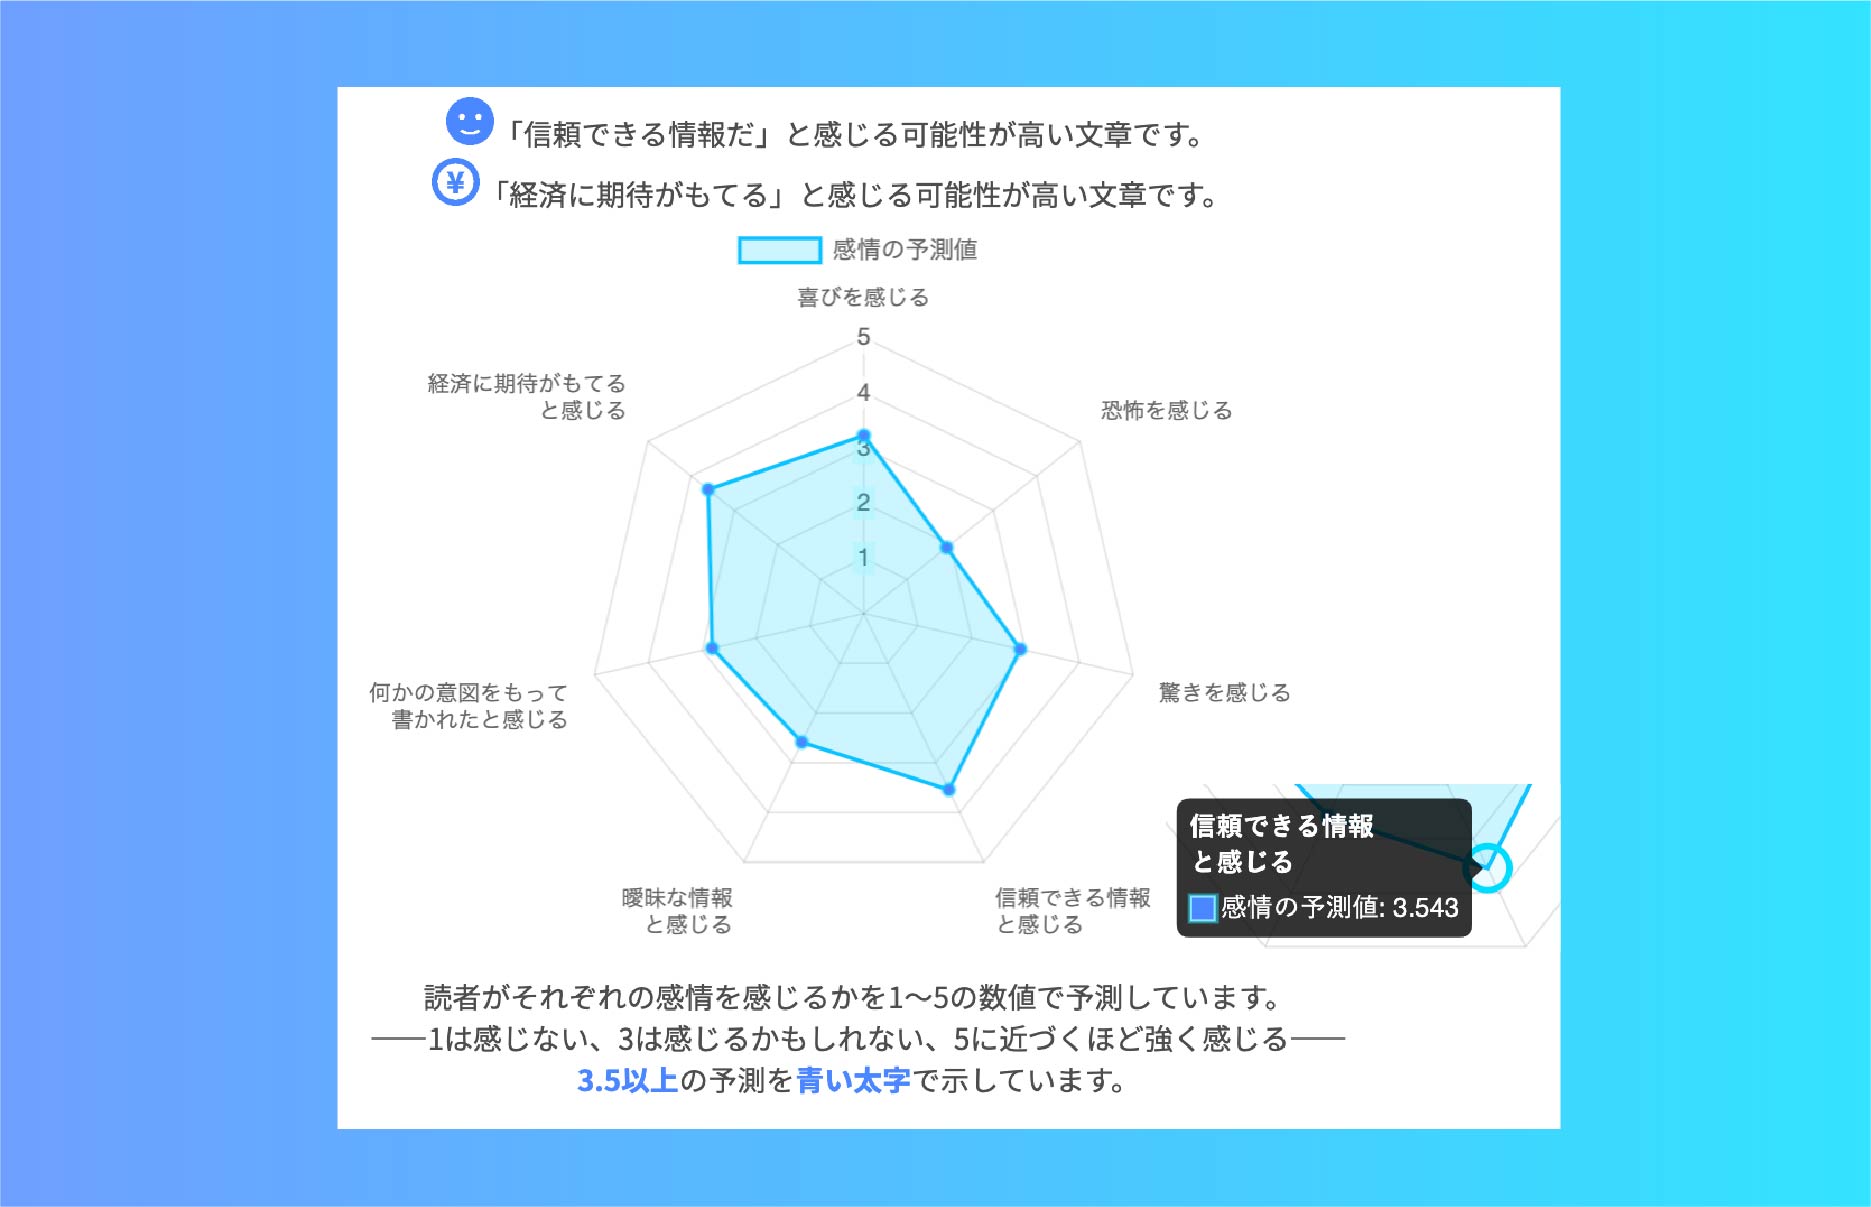 「信頼できる情報だ」と感じる可能性が高い文章です。
¥
「経済に期待がもてる」と感じる可能性が高い文章です。
感情の予測値
喜びを感じる
5
4
3
2
1
経済に期待がもてる
と感じる
恐怖を感じる
何かの意図をもって
書かれたと感じる
驚きを感じる
曖昧な情報
と感じる
信頼できる情報
と感じる
信頼できる情報
と感じる
感情の予測値: 3.543
読者がそれぞれの感情を感じるかを1〜5の数値で予測しています。
――1は感じない、3は感じるかもしれない、5に近づくほど強く感じる――
3.5以上の予測を青い太字で示しています。